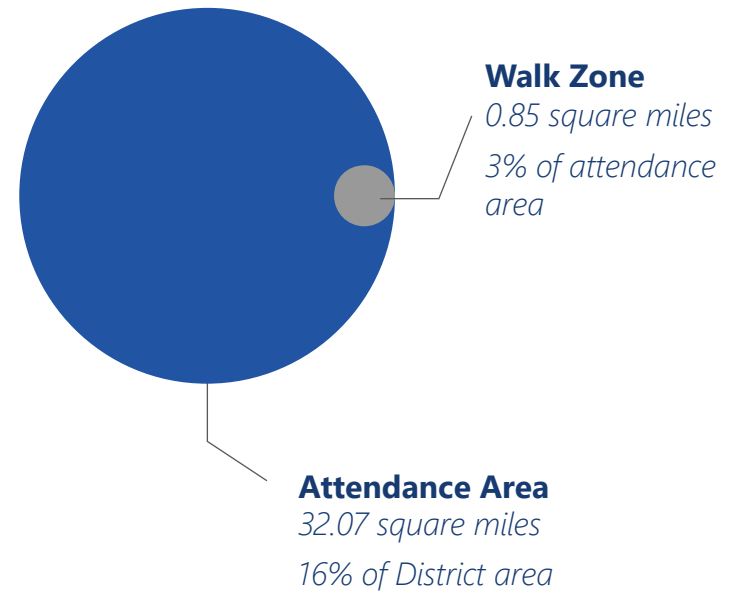 Walk Zone
0.85 square miles
3% of attendance
area
Attendance Area
32.07 square miles
16% of District area